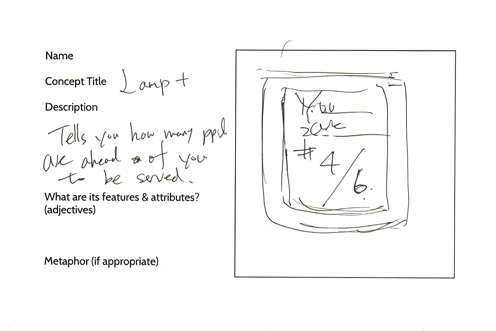 Name
Concept Title
Description
Tells you how many ppl
are ahead of you
to be served.
What are its features & attributes?
(adjectives)
Metaphor (if appropriate)
You
are
# 4/6